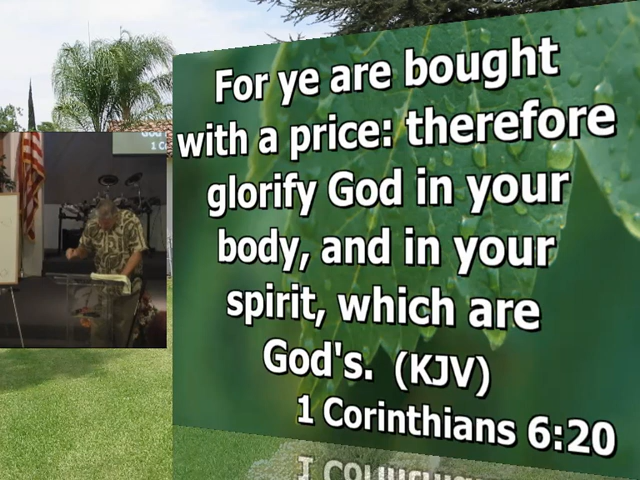 For ye are bought
with a price: therefore
glorify God in your
body, and in your
spirit, which are
God's. (KJV)
1 Corinthians 6:20